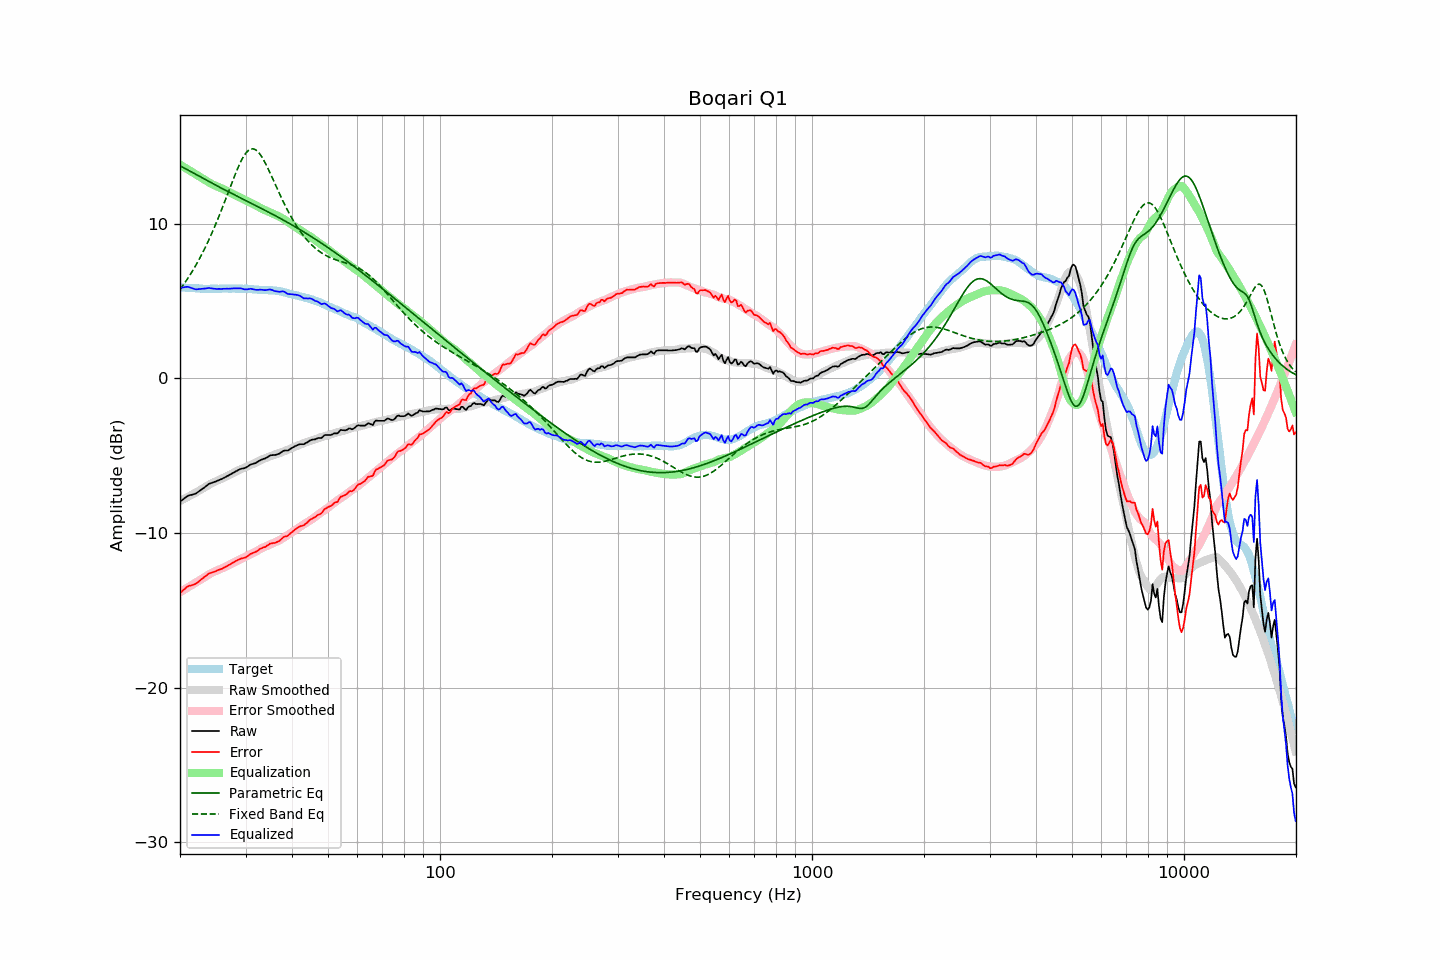 Boqari Q1
Amplitude (dBr)
10
0
−10
−20
−30
Target
Raw Smoothed
Error Smoothed
Raw
Error
Equalization
Parametric Eq
Fixed Band Eq
Equalized
100
1000
10000
Frequency (Hz)